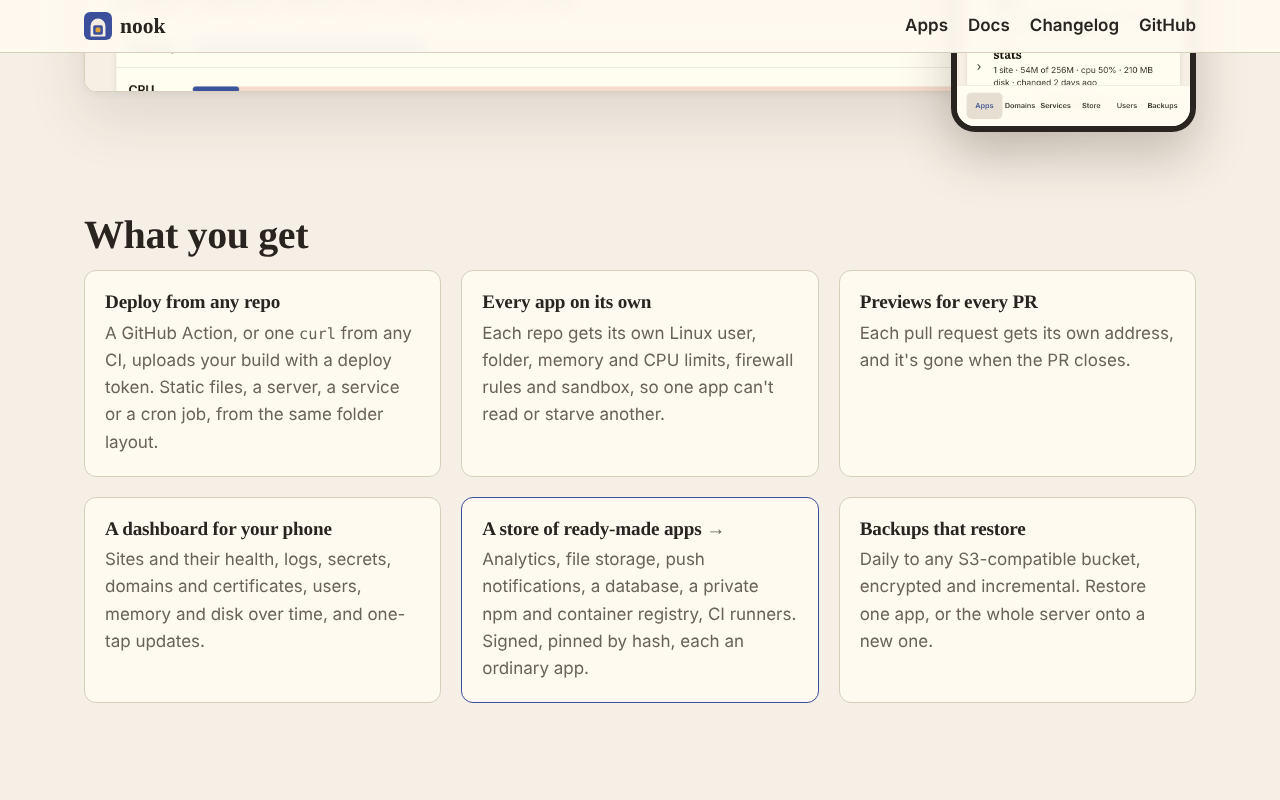 nook
Apps Docs Changelog GitHub
CPU
stats
1 site · 54M of 256M · cpu 50% · 210 MB
disk · changed 2 days ago
Apps Domains Services Store Users Backups
What you get
Deploy from any repo
A GitHub Action, or one curl from any
CI, uploads your build with a deploy
token. Static files, a server, a service
or a cron job, from the same folder
layout.
Every app on its own
Each repo gets its own Linux user,
folder, memory and CPU limits, firewall
rules and sandbox, so one app can't
read or starve another.
Previews for every PR
Each pull request gets its own address,
and it's gone when the PR closes.
A dashboard for your phone
Sites and their health, logs, secrets,
domains and certificates, users,
memory and disk over time, and one-
tap updates.
A store of ready-made apps →
Analytics, file storage, push
notifications, a database, a private
npm and container registry, CI runners.
Signed, pinned by hash, each an
ordinary app.
Backups that restore
Daily to any S3-compatible bucket,
encrypted and incremental. Restore
one app, or the whole server onto a
new one.